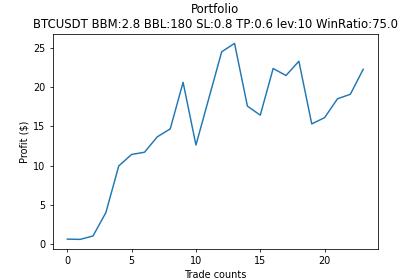 Portfolio
BTCUSDT BBM:2.8 BBL:180 SL:0.8 TP:0.6 lev:10 WinRatio:75.0
25
20
15
10
5
0
Profit ($)
0 5 10 15 20
Trade counts